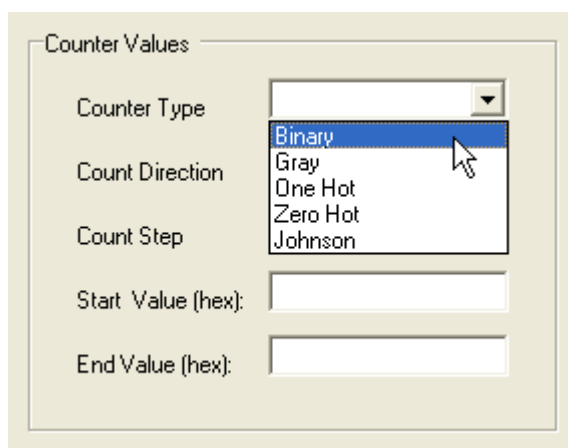 Counter Values
Counter Type
Binary
Gray
One Hot
Zero Hot
Johnson
Count Direction
Count Step
Start Value (hex):
End Value (hex):